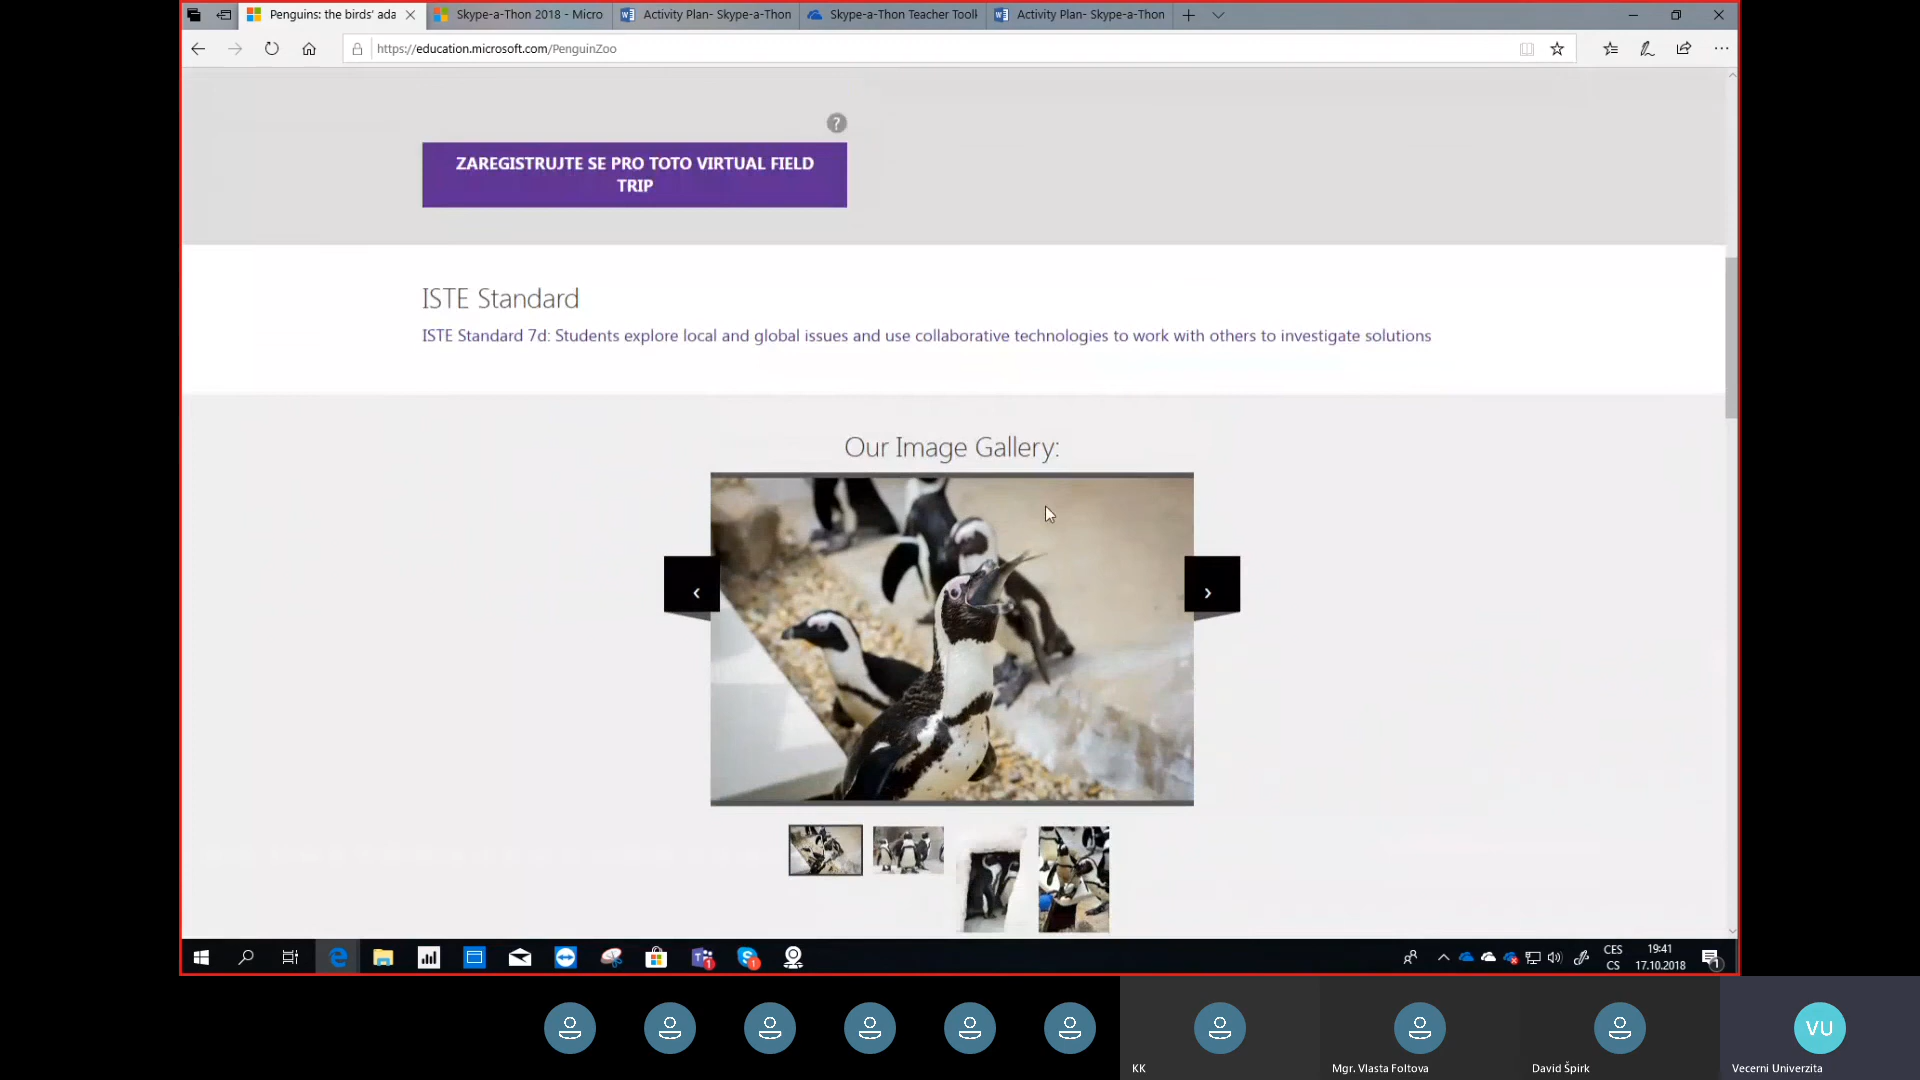 Penguins: the birds' ada
Skype-a-Thon 2018 - Micro
Activity Plan- Skype-a-Thon
Skype-a-Thon Teacher Toolk
Activity Plan- Skype-a-Thon
https://education.microsoft.com/PenguinZoo
?
ZAREGISTRUJTE SE PRO TOTO VIRTUAL FIELD
TRIP
ISTE Standard
ISTE Standard 7d: Students explore local and global issues and use collaborative technologies to work with others to investigate solutions
Our Image Gallery:
CES
CS
19:41
17.10.2018
1
VU
KK
Mgr. Vlasta Foltova
David Špirk
Vecerni Univerzita